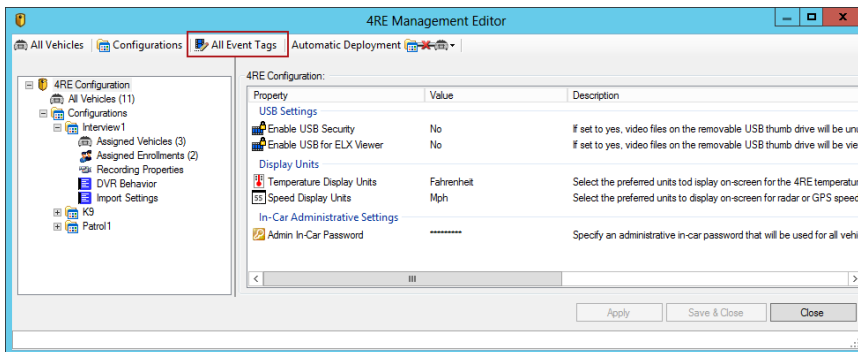 4RE Management Editor
All Vehicles Configurations All Event Tags Automatic Deployment
4RE Configuration
All Vehicles (11)
Configurations
Interview1
Assigned Vehicles (3)
Assigned Enrollments (2)
Recording Properties
DVR Behavior
Import Settings
K9
Patrol1
4RE Configuration:
Property Value Description
USB Settings
Enable USB Security No If set to yes, video files on the removable USB thumb drive will be
Enable USB for ELX Viewer No If set to yes, video files on the removable USB thumb drive will be
Display Units
Temperature Display Units Fahrenheit Select the preferred units tod isplay on-screen for the 4RE
SS Speed Display Units Mph Select the preferred units to display on-screen for radar or GPS
In-Car Administrative Settings
Admin In-Car Password ********* Specify an administrative in-car password that will be used for all
Apply Save & Close Close